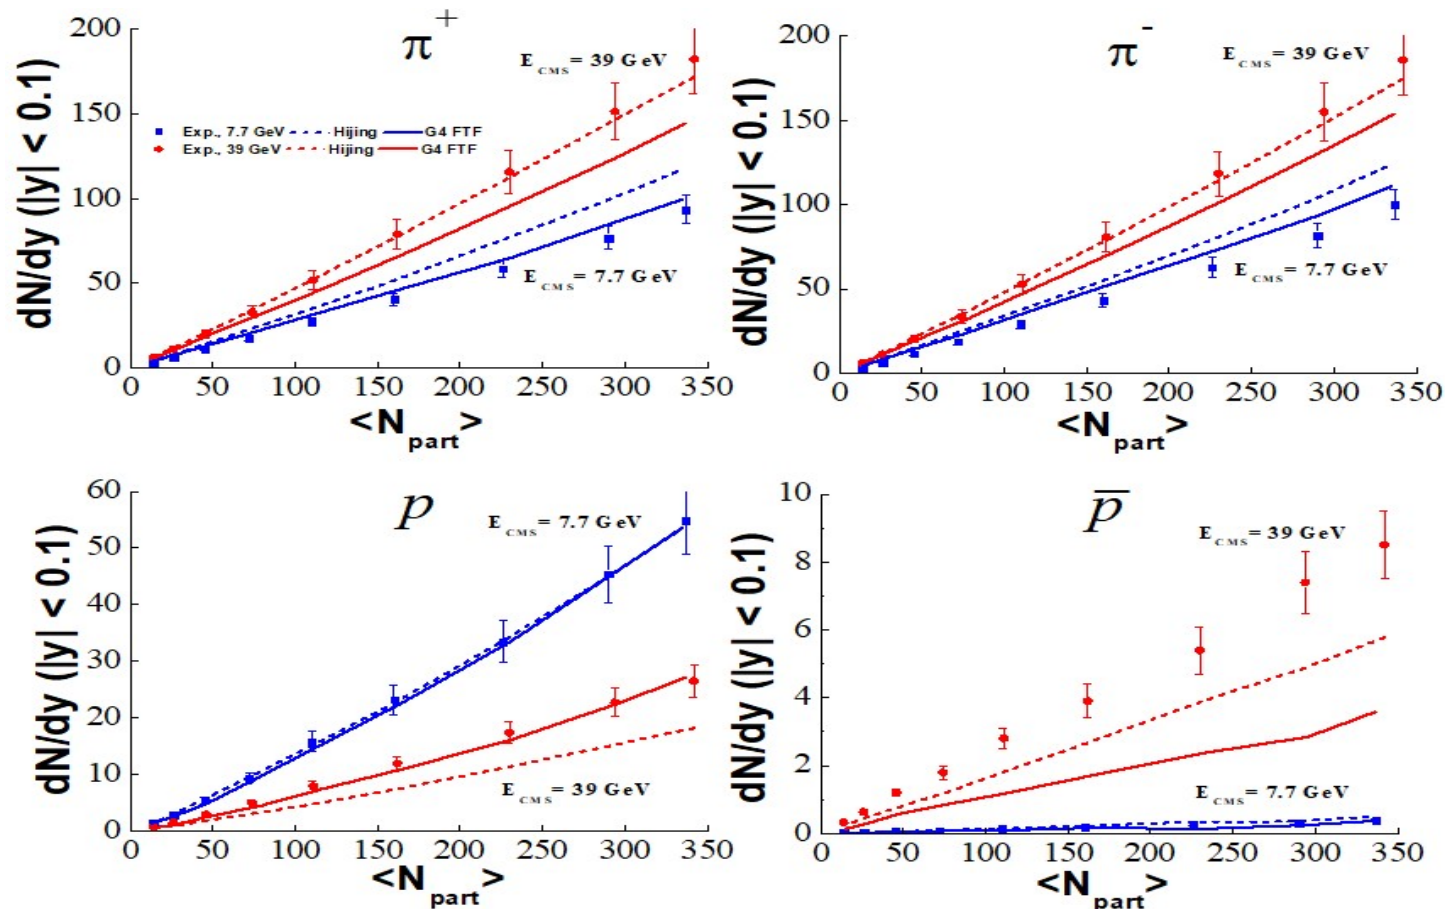 π+
E CMS = 39 GeV
Exp., 7.7 GeV Hijing G4 FTF
Exp., 39 GeV Hijing G4 FTF
E CMS = 7.7 GeV
dN/dy (|y| < 0.1)
200
150
100
50
0
0 50 100 150 200 250 300 350
<N part>
π-
E CMS = 39 GeV
E CMS = 7.7 GeV
dN/dy (|y| < 0.1)
200
150
100
50
0
0 50 100 150 200 250 300 350
<N part>
p
E CMS = 7.7 GeV
E CMS = 39 GeV
dN/dy (|y| < 0.1)
60
50
40
30
20
10
0
0 50 100 150 200 250 300 350
<N part>
p̅
E CMS = 39 GeV
E CMS = 7.7 GeV
dN/dy (|y| < 0.1)
10
8
6
4
2
0
0 50 100 150 200 250 300 350
<N part>